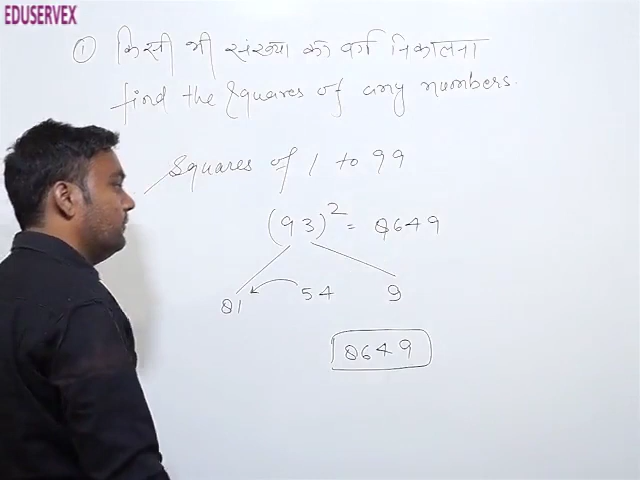 EDUSERVEX
① किसी भी संख्या का वर्ग निकालना
find the squares of any numbers.
Squares of 1 to 99
(93)² = 8649
81 54 9
8649